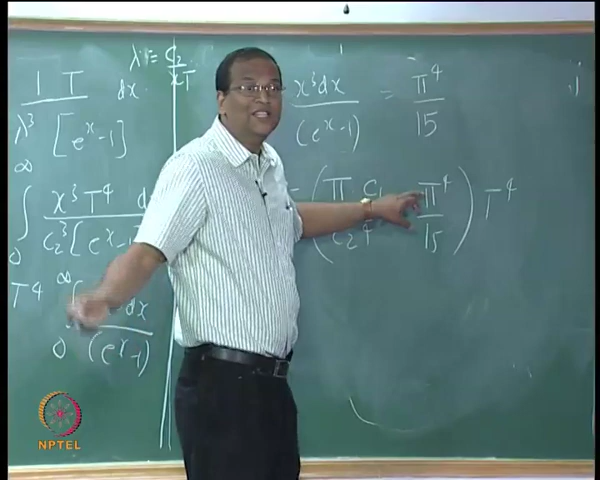 λ = C₂/xT
1 T dx
λ³ [eˣ-1]
∞ ∫ 0 x³T⁴ d
C₂³[eˣ-1
T⁴ ∞ ∫ 0 dx
(eˣ-1)
x³dx/(eˣ-1) = π⁴/15
= (π C₁ / C₂⁴ π⁴/15) T⁴
NPTEL